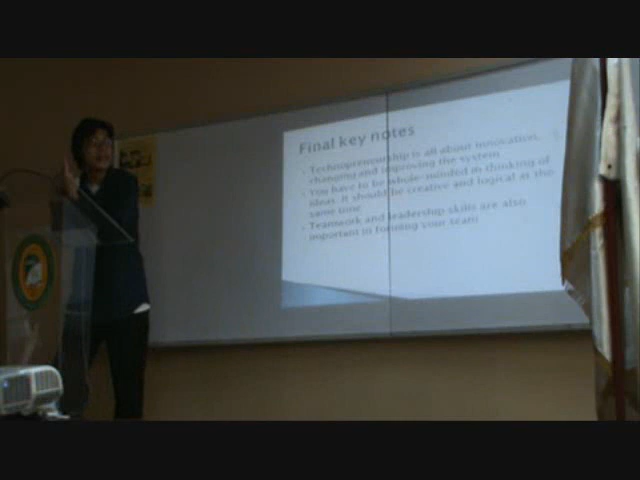 Final key notes
Technopreneurship is all about innovation,
changing and improving the system
You have to be whole-minded in thinking of
ideas. It should be creative and logical at the
same time
Teamwork and leadership skills are also
important in forming your team